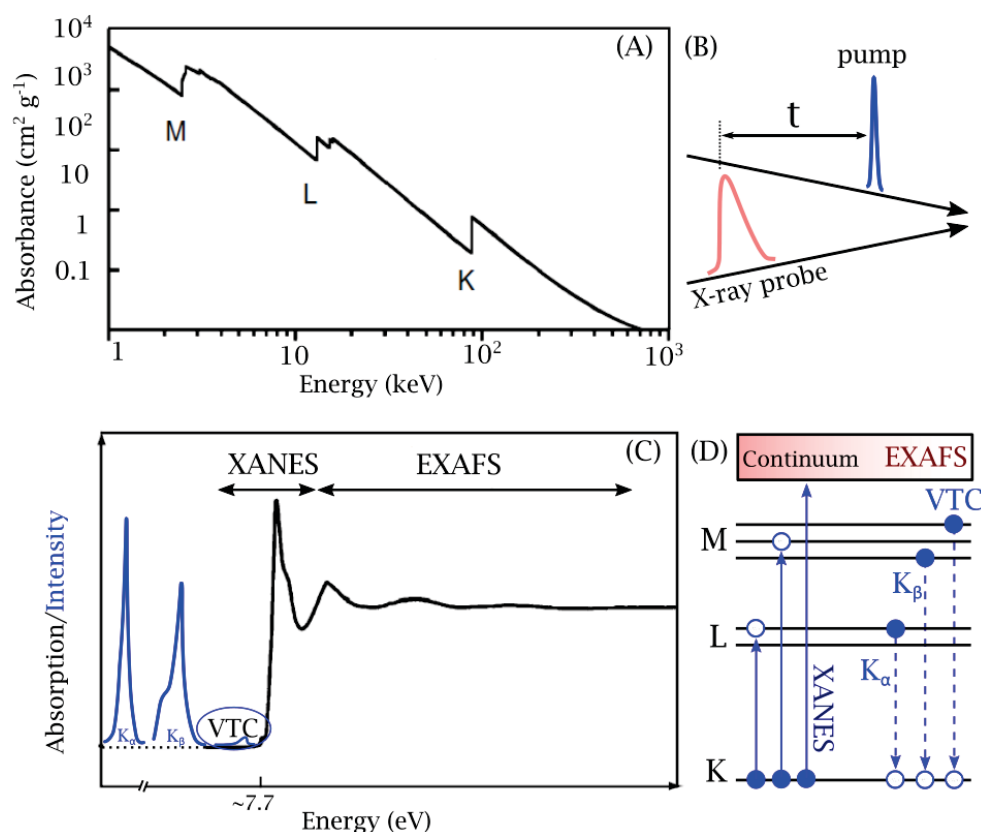 (A)
Absorbance (cm² g⁻¹)
10⁴
10³
10²
10
1
0.1
M
L
K
1
10
10²
10³
Energy (keV)
(B)
pump
t
X-ray probe
(C)
XANES
EXAFS
Absorption/Intensity
Kα
Kβ
VTC
~7.7
Energy (eV)
(D)
Continuum EXAFS
VTC
M
Kβ
L
Kα
XANES
K